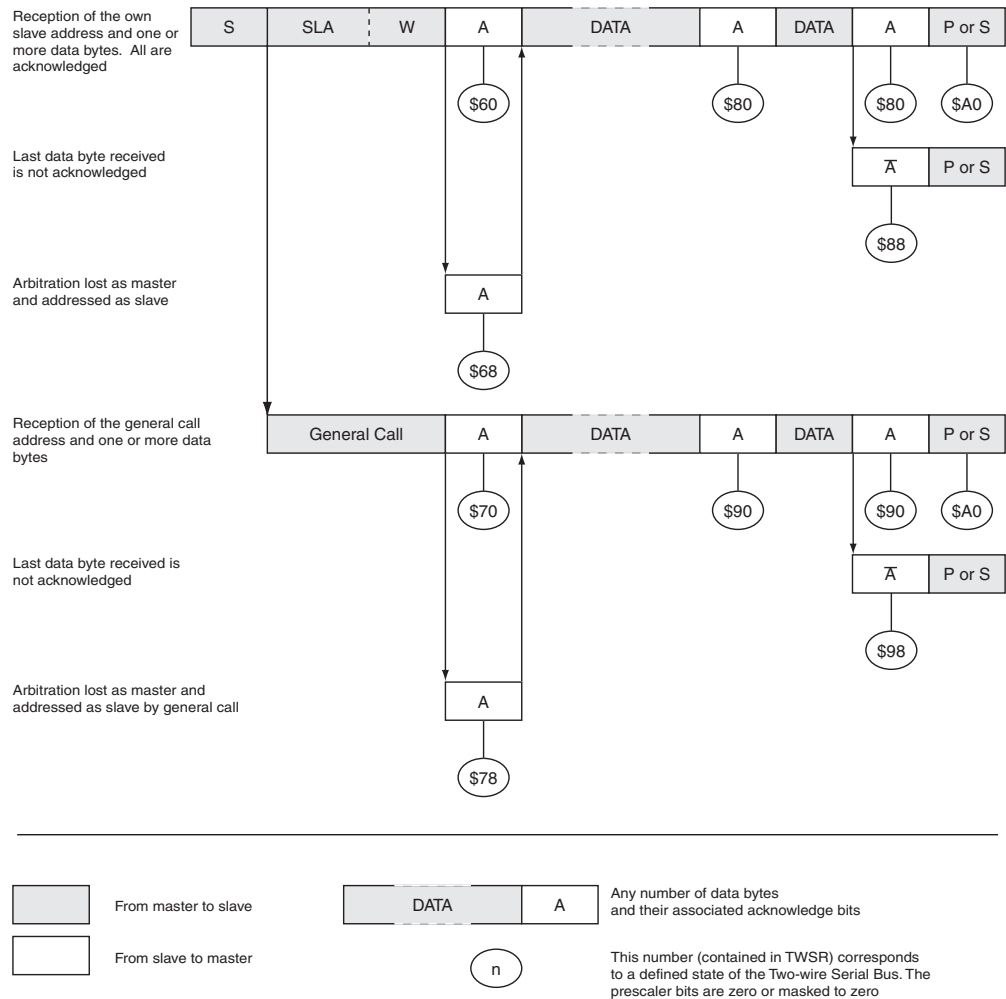 Reception of the own
slave address and one or
more data bytes. All are
acknowledged
S SLA W A DATA A DATA A P or S
$60 $80 $80 $A0
Last data byte received
is not acknowledged
A̅ P or S
$88
Arbitration lost as master
and addressed as slave
A
$68
Reception of the general call
address and one or more data
bytes
General Call A DATA A DATA A P or S
$70 $90 $90 $A0
Last data byte received is
not acknowledged
A̅ P or S
$98
Arbitration lost as master and
addressed as slave by general call
A
$78
From master to slave
DATA A
Any number of data bytes
and their associated acknowledge bits
From slave to master
n
This number (contained in TWSR) corresponds
to a defined state of the Two-wire Serial Bus. The
prescaler bits are zero or masked to zero